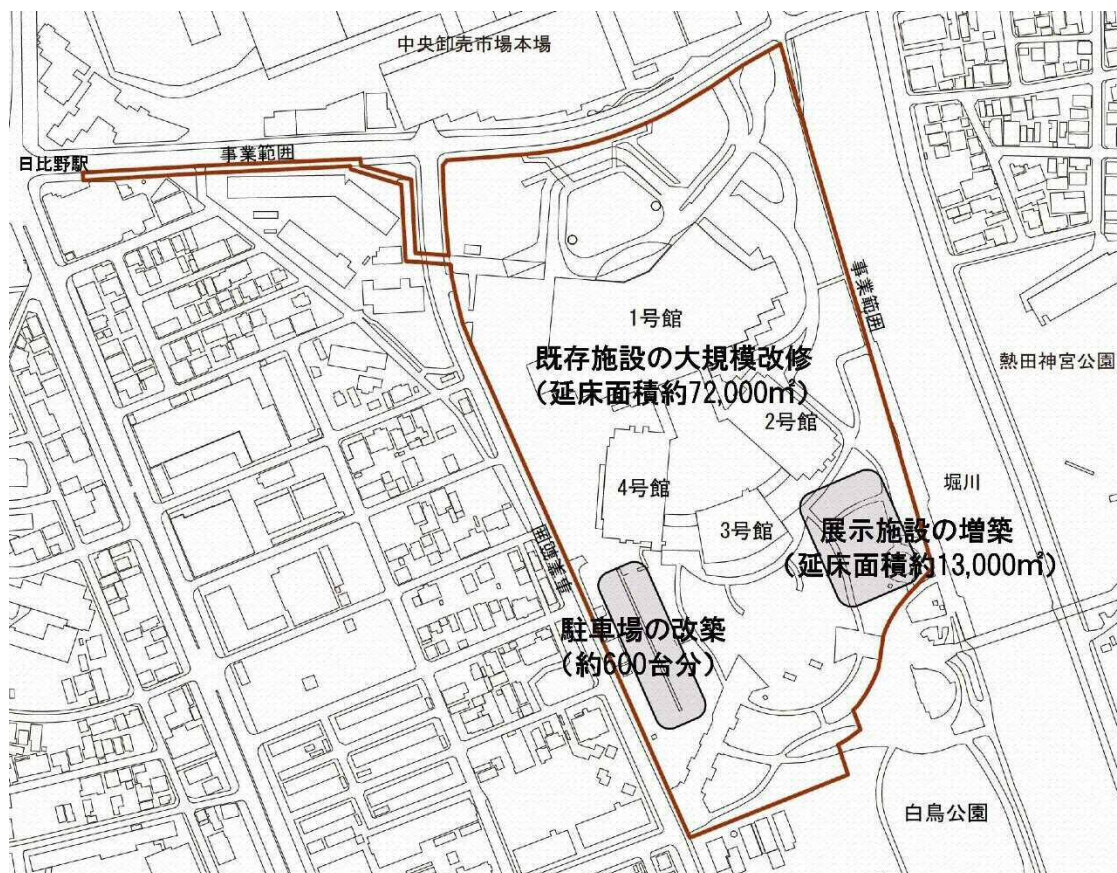 中央卸売市場本場
日比野駅
事業範囲
事業範囲
1号館
既存施設の大規模改修
(延床面積約72,000㎡)
熱田神宮公園
2号館
4号館
堀川
3号館
展示施設の増築
(延床面積約13,000㎡)
事業範囲
駐車場の改築
(約600台分)
白鳥公園